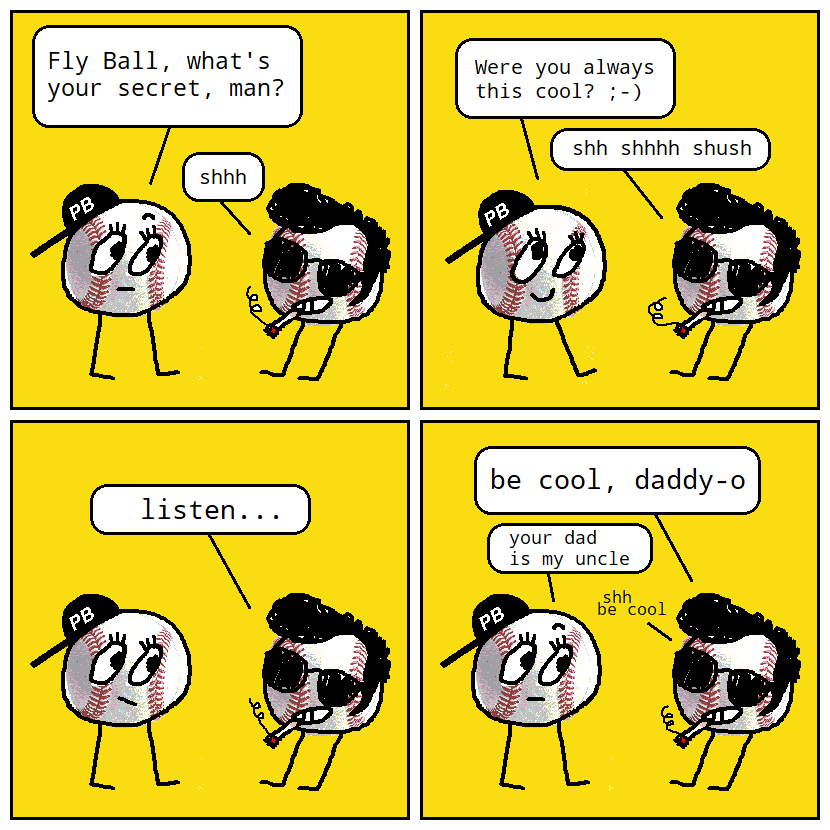 Fly Ball, what's
your secret, man?
shhh
PB
Were you always
this cool? ;-)
shh shhhh shush
PB
listen...
PB
be cool, daddy-o
your dad
is my uncle
shh
be cool
PB